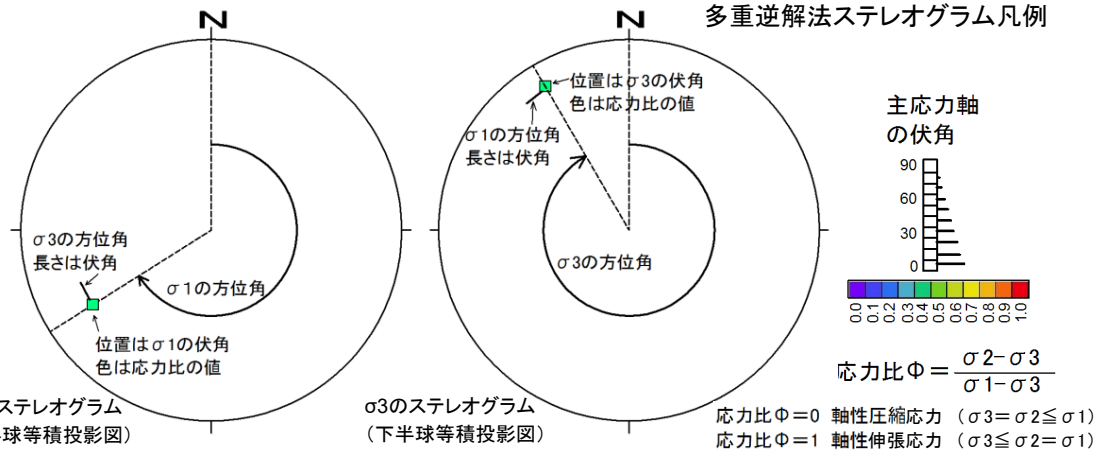 多重逆解法ステレオグラム凡例
N
σ3の方位角
長さは伏角
σ1の方位角
位置はσ1の伏角
色は応力比の値
ステレオグラム
球等積投影図)
N
位置はσ3の伏角
色は応力比の値
σ1の方位角
長さは伏角
σ3の方位角
σ3のステレオグラム
(下半球等積投影図)
主応力軸
の伏角
90
60
30
0
0.0 0.1 0.2 0.3 0.4 0.5 0.6 0.7 0.8 0.9 1.0
応力比Φ=σ2-σ3/σ1-σ3
応力比Φ=0 軸性圧縮応力 (σ3=σ2≦σ1)
応力比Φ=1 軸性伸張応力 (σ3≦σ2=σ1)